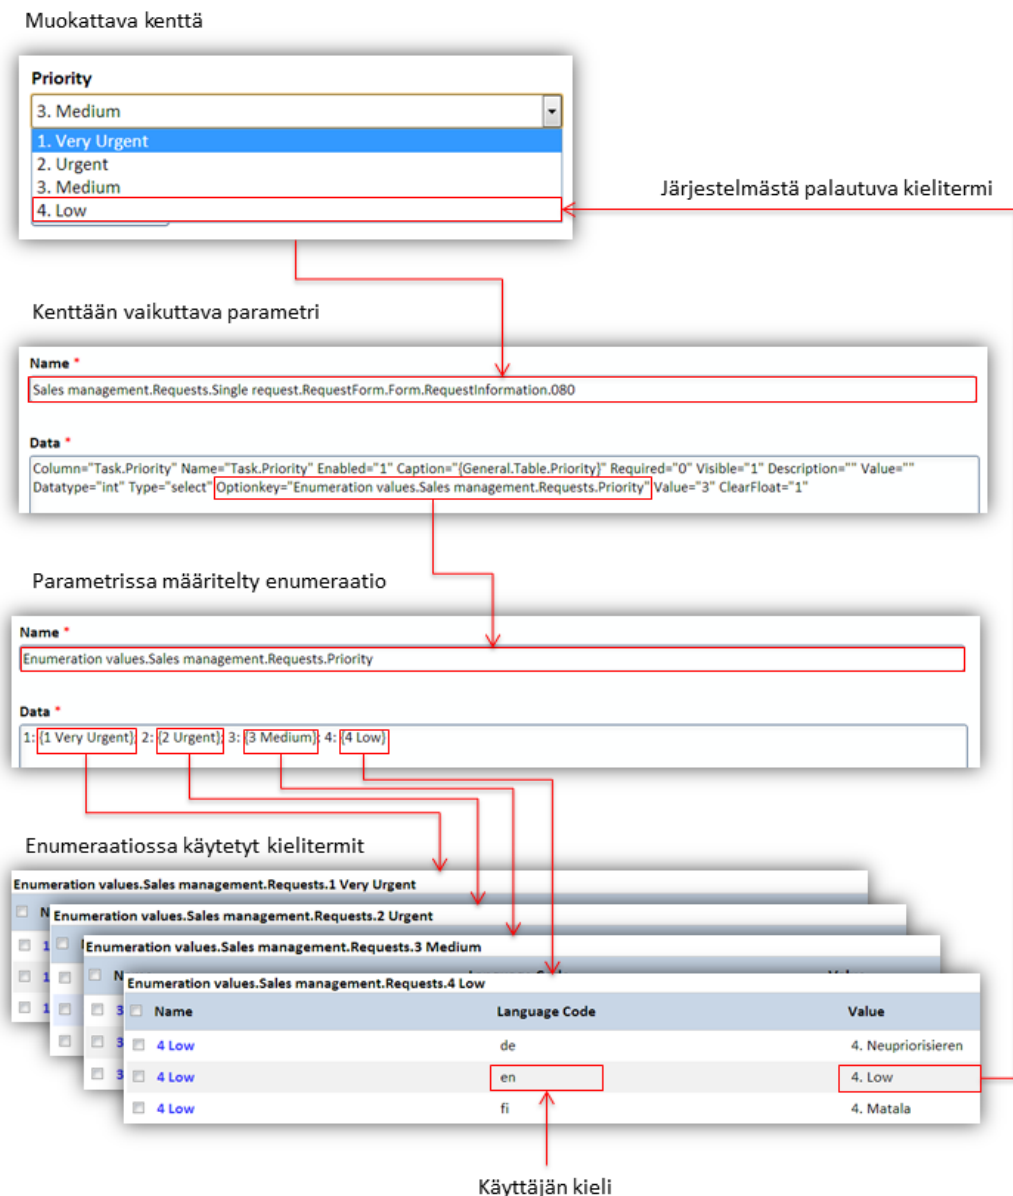 Muokattava kenttä
Priority
3. Medium
1. Very Urgent
2. Urgent
3. Medium
4. Low
Järjestelmästä palautuva kielitermi
Kenttään vaikuttava parametri
Name *
Sales management.Requests.Single request.RequestForm.Form.RequestInformation.080
Data *
Column="Task.Priority" Name="Task.Priority" Enabled="1" Caption="{General.Table.Priority}" Required="0" Visible="1" Description="" Value=""
Datatype="int" Type="select" Optionkey="Enumeration values.Sales management.Requests.Priority" Value="3" ClearFloat="1"
Parametrissa määritelty enumeraatio
Name *
Enumeration values.Sales management.Requests.Priority
Data *
1: {1 Very Urgent}; 2: {2 Urgent}; 3: {3 Medium}; 4: {4 Low}
Enumeraatiossa käytetyt kielitermit
Enumeration values.Sales management.Requests.1 Very Urgent
Enumeration values.Sales management.Requests.2 Urgent
Enumeration values.Sales management.Requests.3 Medium
Enumeration values.Sales management.Requests.4 Low
Name Language Code Value
4 Low de 4. Neupriorisieren
4 Low en 4. Low
4 Low fi 4. Matala
Käyttäjän kieli